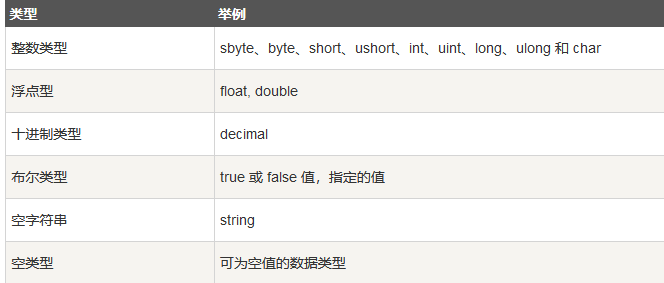 类型 举例
整数类型 sbyte、byte、short、ushort、int、uint、long、ulong 和 char
浮点型 float, double
十进制类型 decimal
布尔类型 true 或 false 值，指定的值
空字符串 string
空类型 可为空值的数据类型